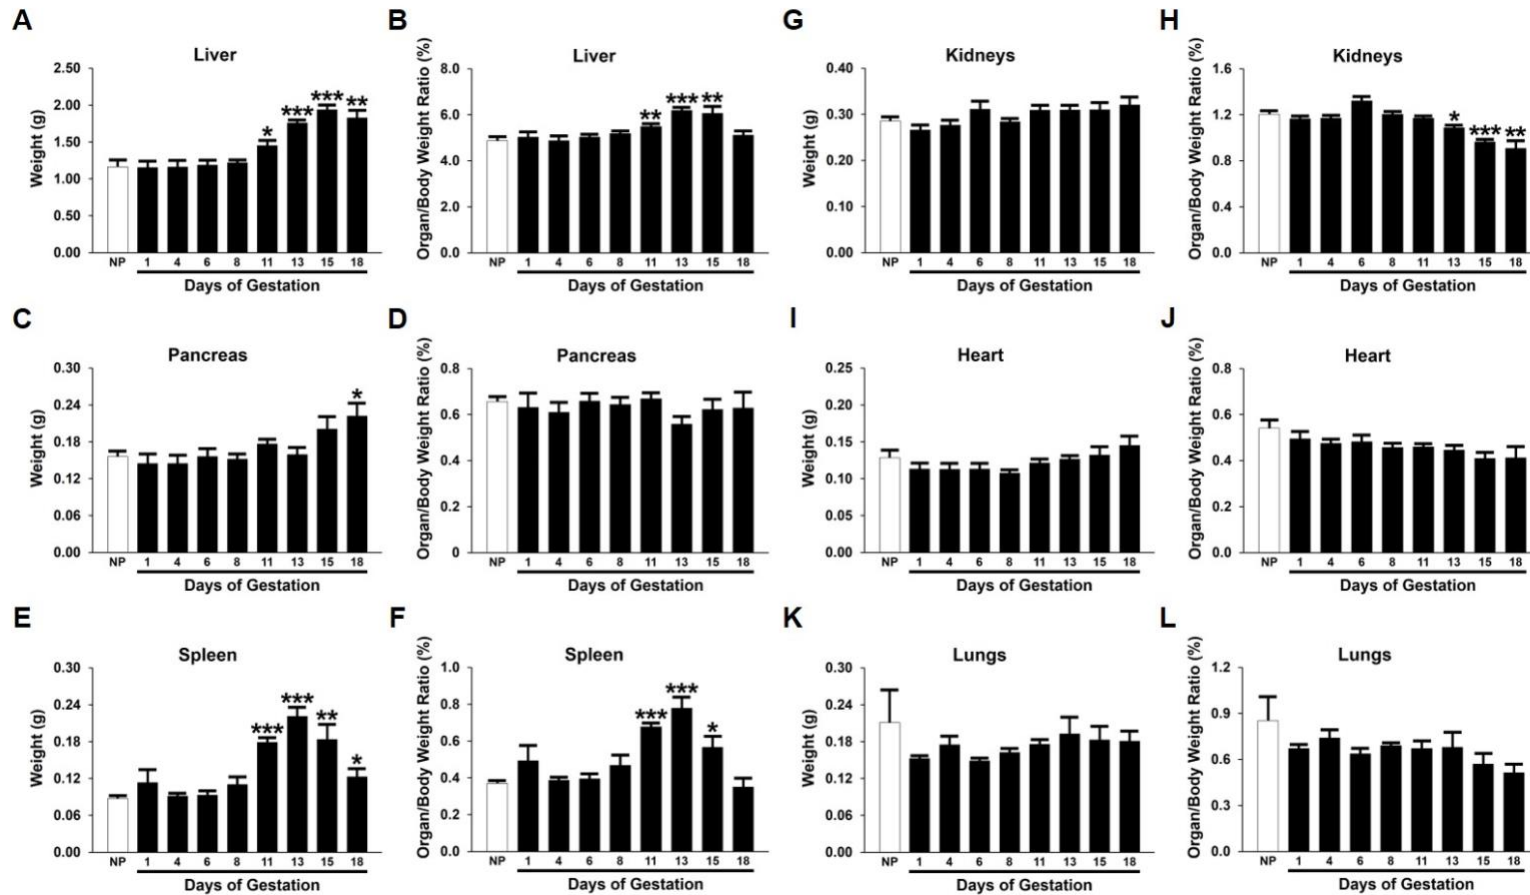 A
Liver
Weight (g)
2.50
2.00
1.50
1.00
0.50
0.00
* *** *** **
NP 1 4 6 8 11 13 15 18
Days of Gestation
B
Liver
Organ/Body Weight Ratio (%)
8.0
6.0
4.0
2.0
0.0
** *** **
NP 1 4 6 8 11 13 15 18
Days of Gestation
G
Kidneys
Weight (g)
0.40
0.30
0.20
0.10
0.00
NP 1 4 6 8 11 13 15 18
Days of Gestation
H
Kidneys
Organ/Body Weight Ratio (%)
1.6
1.2
0.8
0.4
0.0
* *** **
NP 1 4 6 8 11 13 15 18
Days of Gestation
C
Pancreas
Weight (g)
0.30
0.24
0.18
0.12
0.06
0.00
*
NP 1 4 6 8 11 13 15 18
Days of Gestation
D
Pancreas
Organ/Body Weight Ratio (%)
0.8
0.6
0.4
0.2
0
NP 1 4 6 8 11 13 15 18
Days of Gestation
I
Heart
Weight (g)
0.25
0.20
0.15
0.10
0.05
0.00
NP 1 4 6 8 11 13 15 18
Days of Gestation
J
Heart
Organ/Body Weight Ratio (%)
0.8
0.6
0.4
0.2
0.0
NP 1 4 6 8 11 13 15 18
Days of Gestation
E
Spleen
Weight (g)
0.30
0.24
0.18
0.12
0.06
0.00
*** *** ** *
NP 1 4 6 8 11 13 15 18
Days of Gestation
F
Spleen
Organ/Body Weight Ratio (%)
1.0
0.8
0.6
0.4
0.2
0.0
*** *** *
NP 1 4 6 8 11 13 15 18
Days of Gestation
K
Lungs
Weight (g)
0.30
0.24
0.18
0.12
0.06
0.00
NP 1 4 6 8 11 13 15 18
Days of Gestation
L
Lungs
Organ/Body Weight Ratio (%)
1.2
0.9
0.6
0.3
0.0
NP 1 4 6 8 11 13 15 18
Days of Gestation